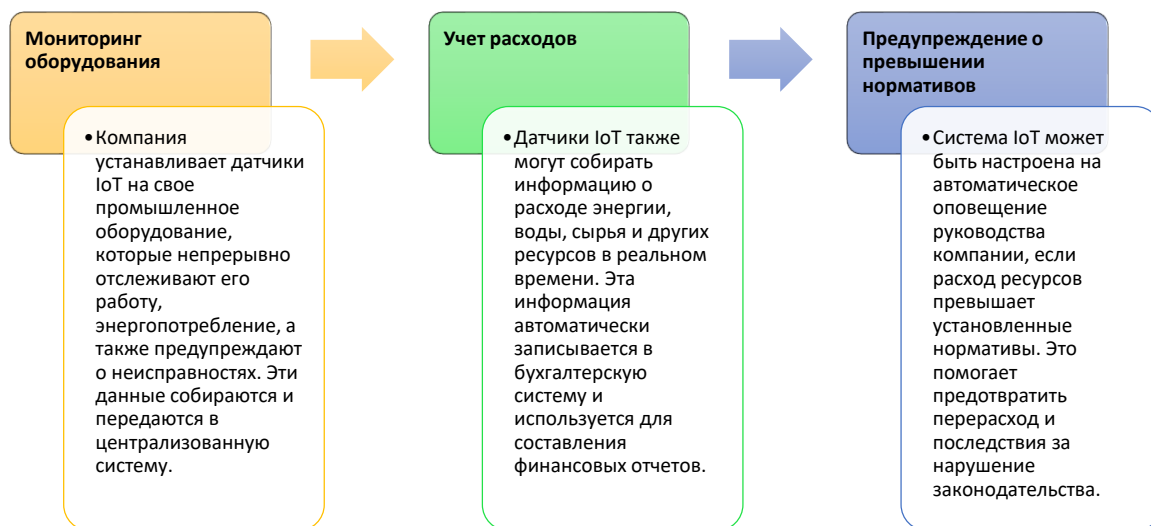 Мониторинг
оборудования
•Компания
устанавливает датчики
IoT на свое
промышленное
оборудование,
которые непрерывно
отслеживают его
работу,
энергопотребление, а
также предупреждают
о неисправностях. Эти
данные собираются и
передаются в
централизованную
систему.
Учет расходов
•Датчики IoT также
могут собирать
информацию о
расходе энергии,
воды, сырья и других
ресурсов в реальном
времени. Эта
информация
автоматически
записывается в
бухгалтерскую
систему и
используется для
составления
финансовых отчетов.
Предупреждение о
превышении
нормативов
•Система IoT может
быть настроена на
автоматическое
оповещение
руководства
компании, если
расход ресурсов
превышает
установленные
нормативы. Это
помогает
предотвратить
перерасход и
последствия за
нарушение
законодательства.